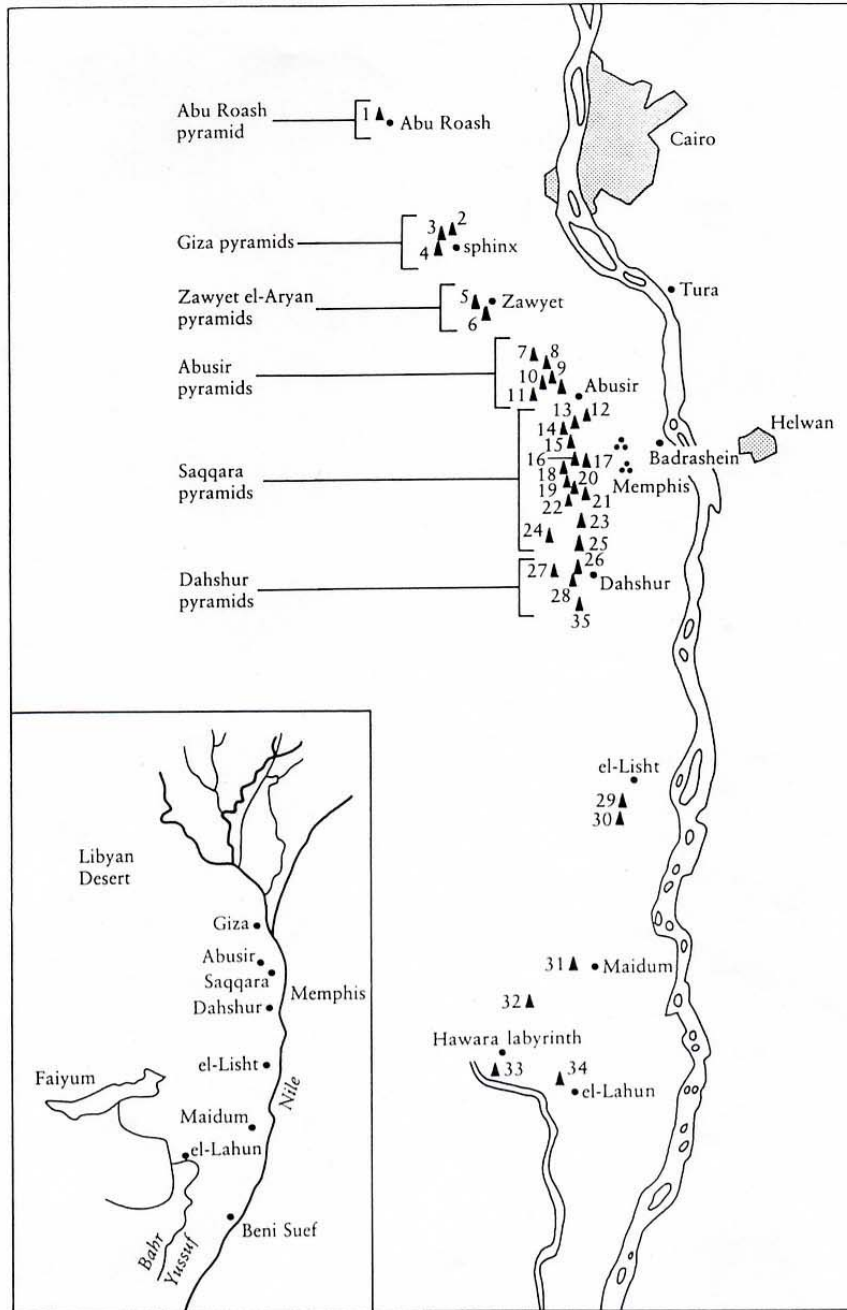 Abu Roash
pyramid
1
Abu Roash
Cairo
Giza pyramids
3 2
4
sphinx
Zawyet el-Aryan
pyramids
5
6
Zawyet
Tura
Abusir
pyramids
7 8
10 9
11
Abusir
13 12
14
15
16
17
18
19
20
22
21
23
24
25
Saqqara
pyramids
Badrashein
Helwan
Memphis
Dahshur
pyramids
27
26
28
Dahshur
35
el-Lisht
29
30
31
Maidum
32
Hawara labyrinth
33
34
el-Lahun
Libyan
Desert
Giza
Abusir
Saqqara
Memphis
Dahshur
el-Lisht
Faiyum
Nile
Maidum
el-Lahun
Bahr
Yussuf
Beni Suef